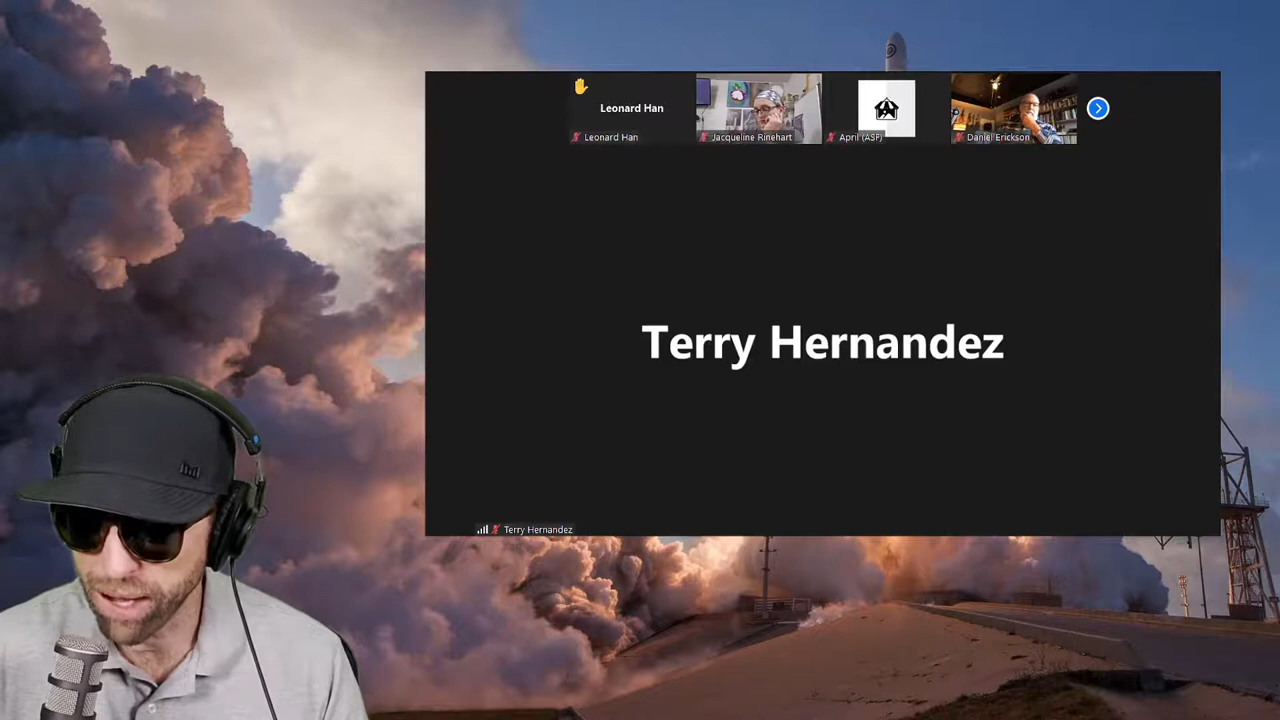 Leonard Han
Leonard Han
Jacqueline Rinehart
April (ASF)
Daniel Erickson
Terry Hernandez
Terry Hernandez